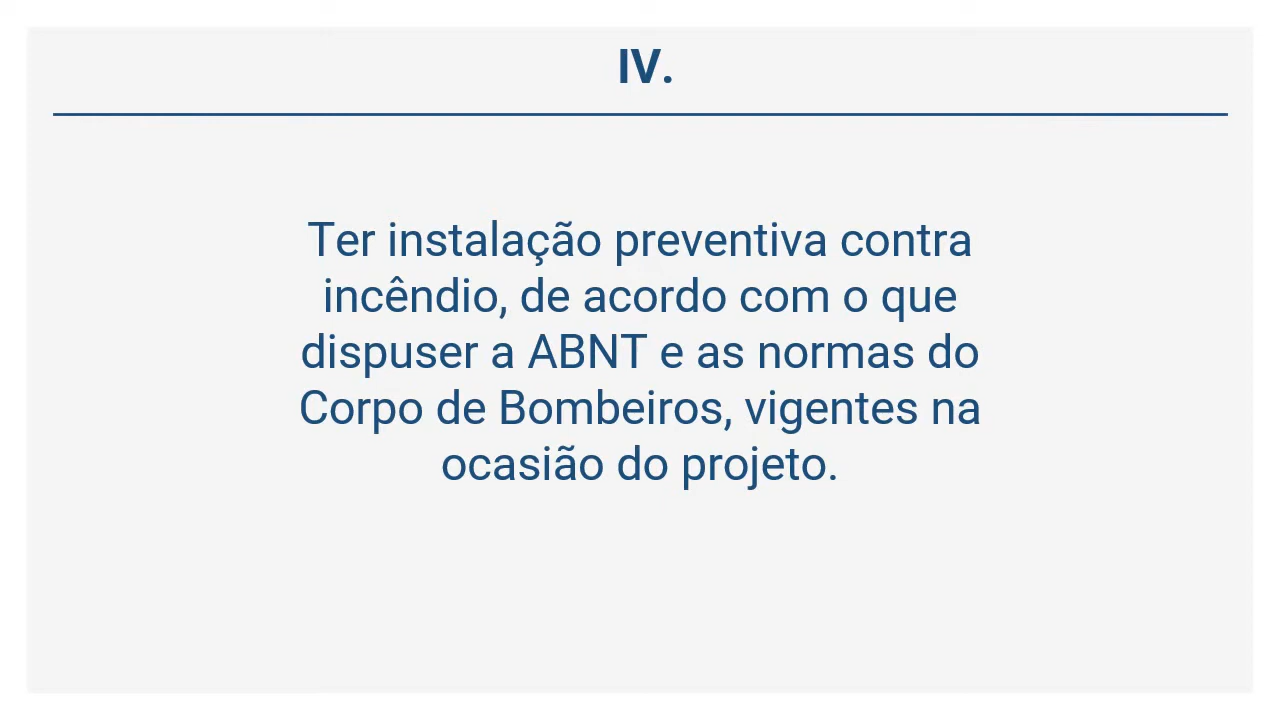 IV.
Ter instalação preventiva contra
incêndio, de acordo com o que
dispuser a ABNT e as normas do
Corpo de Bombeiros, vigentes na
ocasião do projeto.